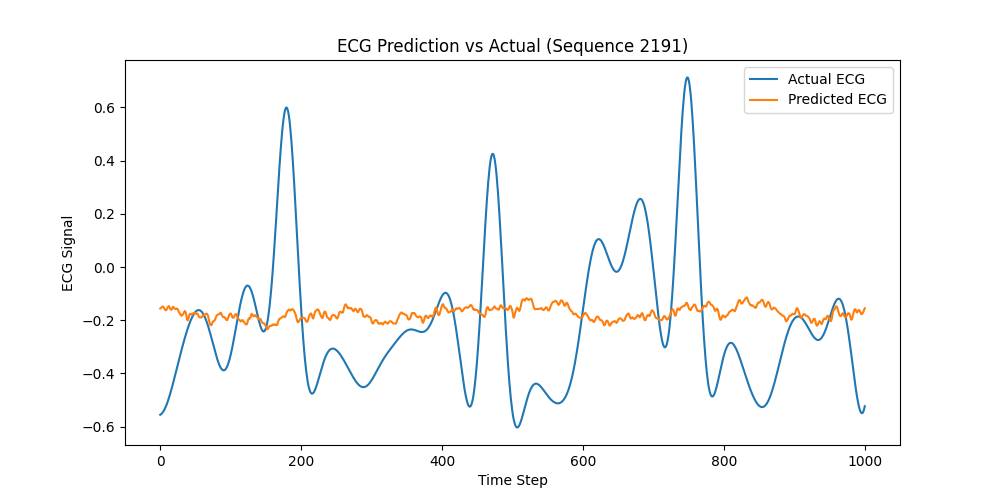 ECG Prediction vs Actual (Sequence 2191)
Actual ECG
Predicted ECG
0.6
0.4
0.2
0.0
−0.2
−0.4
−0.6
ECG Signal
0 200 400 600 800 1000
Time Step